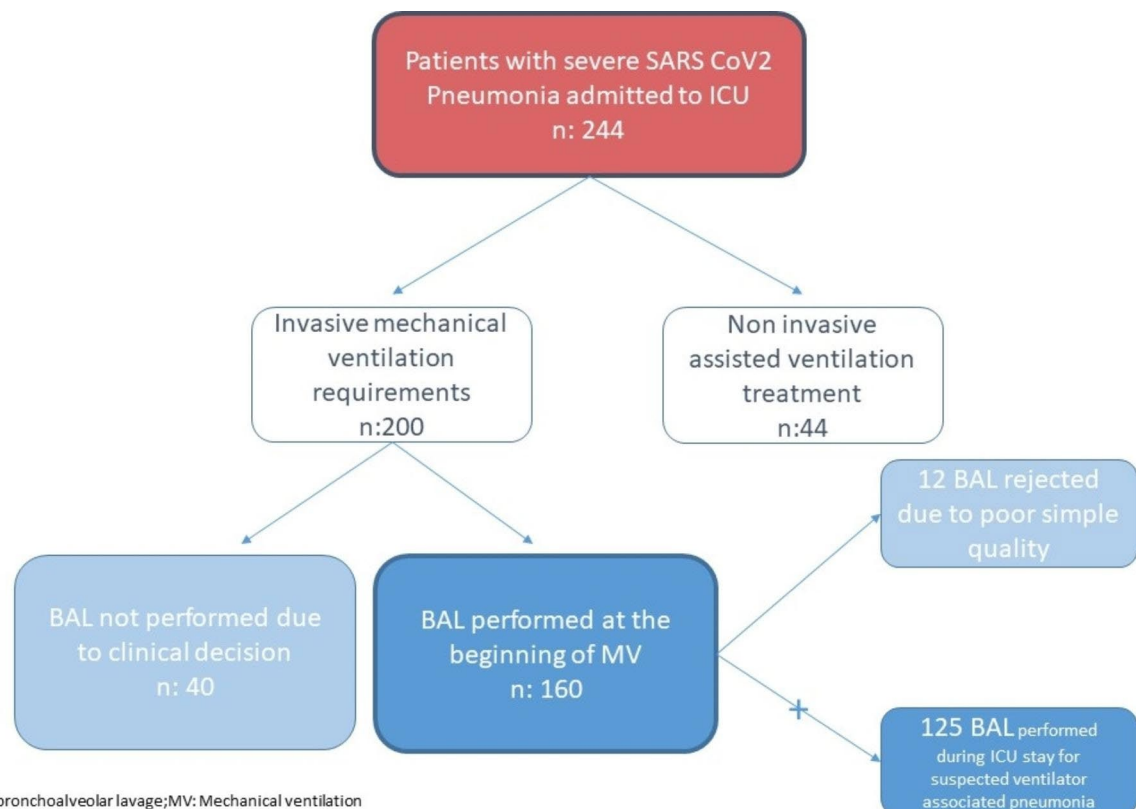 Patients with severe SARS CoV2
Pneumonia admitted to ICU
n: 244
Invasive mechanical
ventilation
requirements
n:200
Non invasive
assisted ventilation
treatment
n:44
12 BAL rejected
due to poor simple
quality
BAL not performed due
to clinical decision
n: 40
BAL performed at the
beginning of MV
n: 160
+
125 BAL performed
during ICU stay for
suspected ventilator
associated pneumonia
bronchoalveolar lavage;MV: Mechanical ventilation